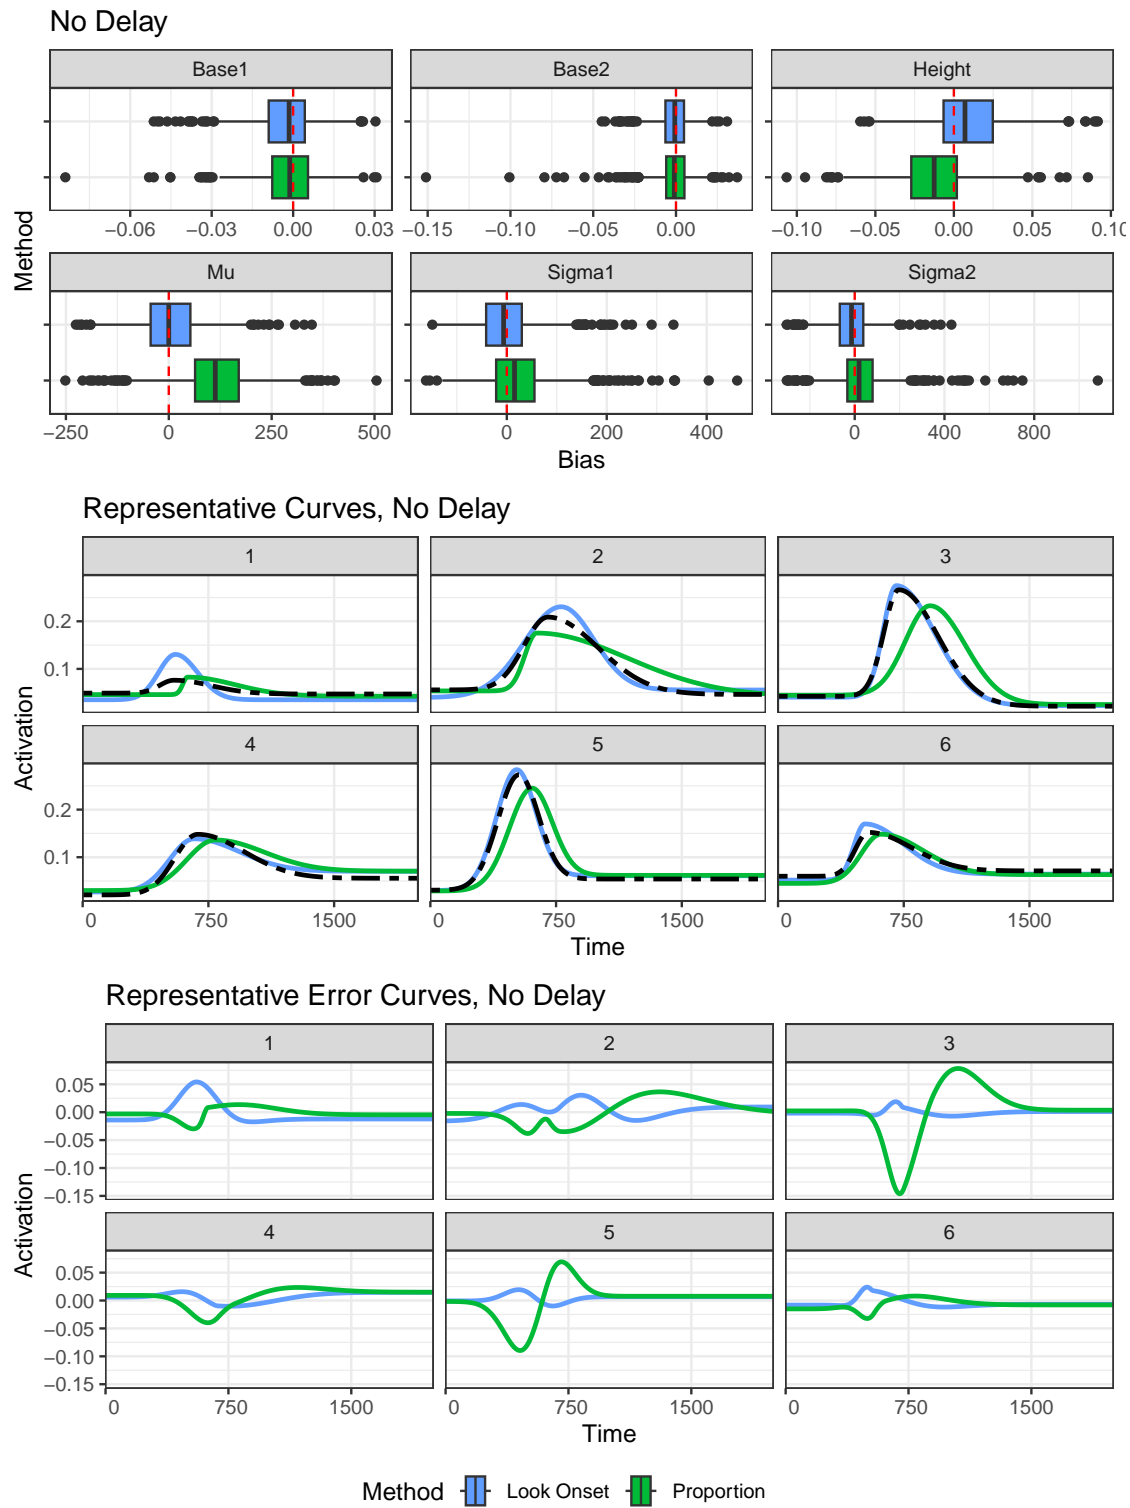 No Delay
Base1 Base2 Height
−0.06 −0.03 0.00 0.03 −0.15 −0.10 −0.05 0.00 −0.10 −0.05 0.00 0.05 0.10
Method
Mu Sigma1 Sigma2
−250 0 250 500 0 200 400 0 400 800
Bias
Representative Curves, No Delay
1 2 3
0.2
0.1
Activation
4 5 6
0.2
0.1
0 750 1500 0 750 1500 0 750 1500
Time
Representative Error Curves, No Delay
1 2 3
0.05
0.00
−0.05
−0.10
−0.15
Activation
4 5 6
0.05
0.00
−0.05
−0.10
−0.15
0 750 1500 0 750 1500 0 750 1500
Time
Method Look Onset Proportion